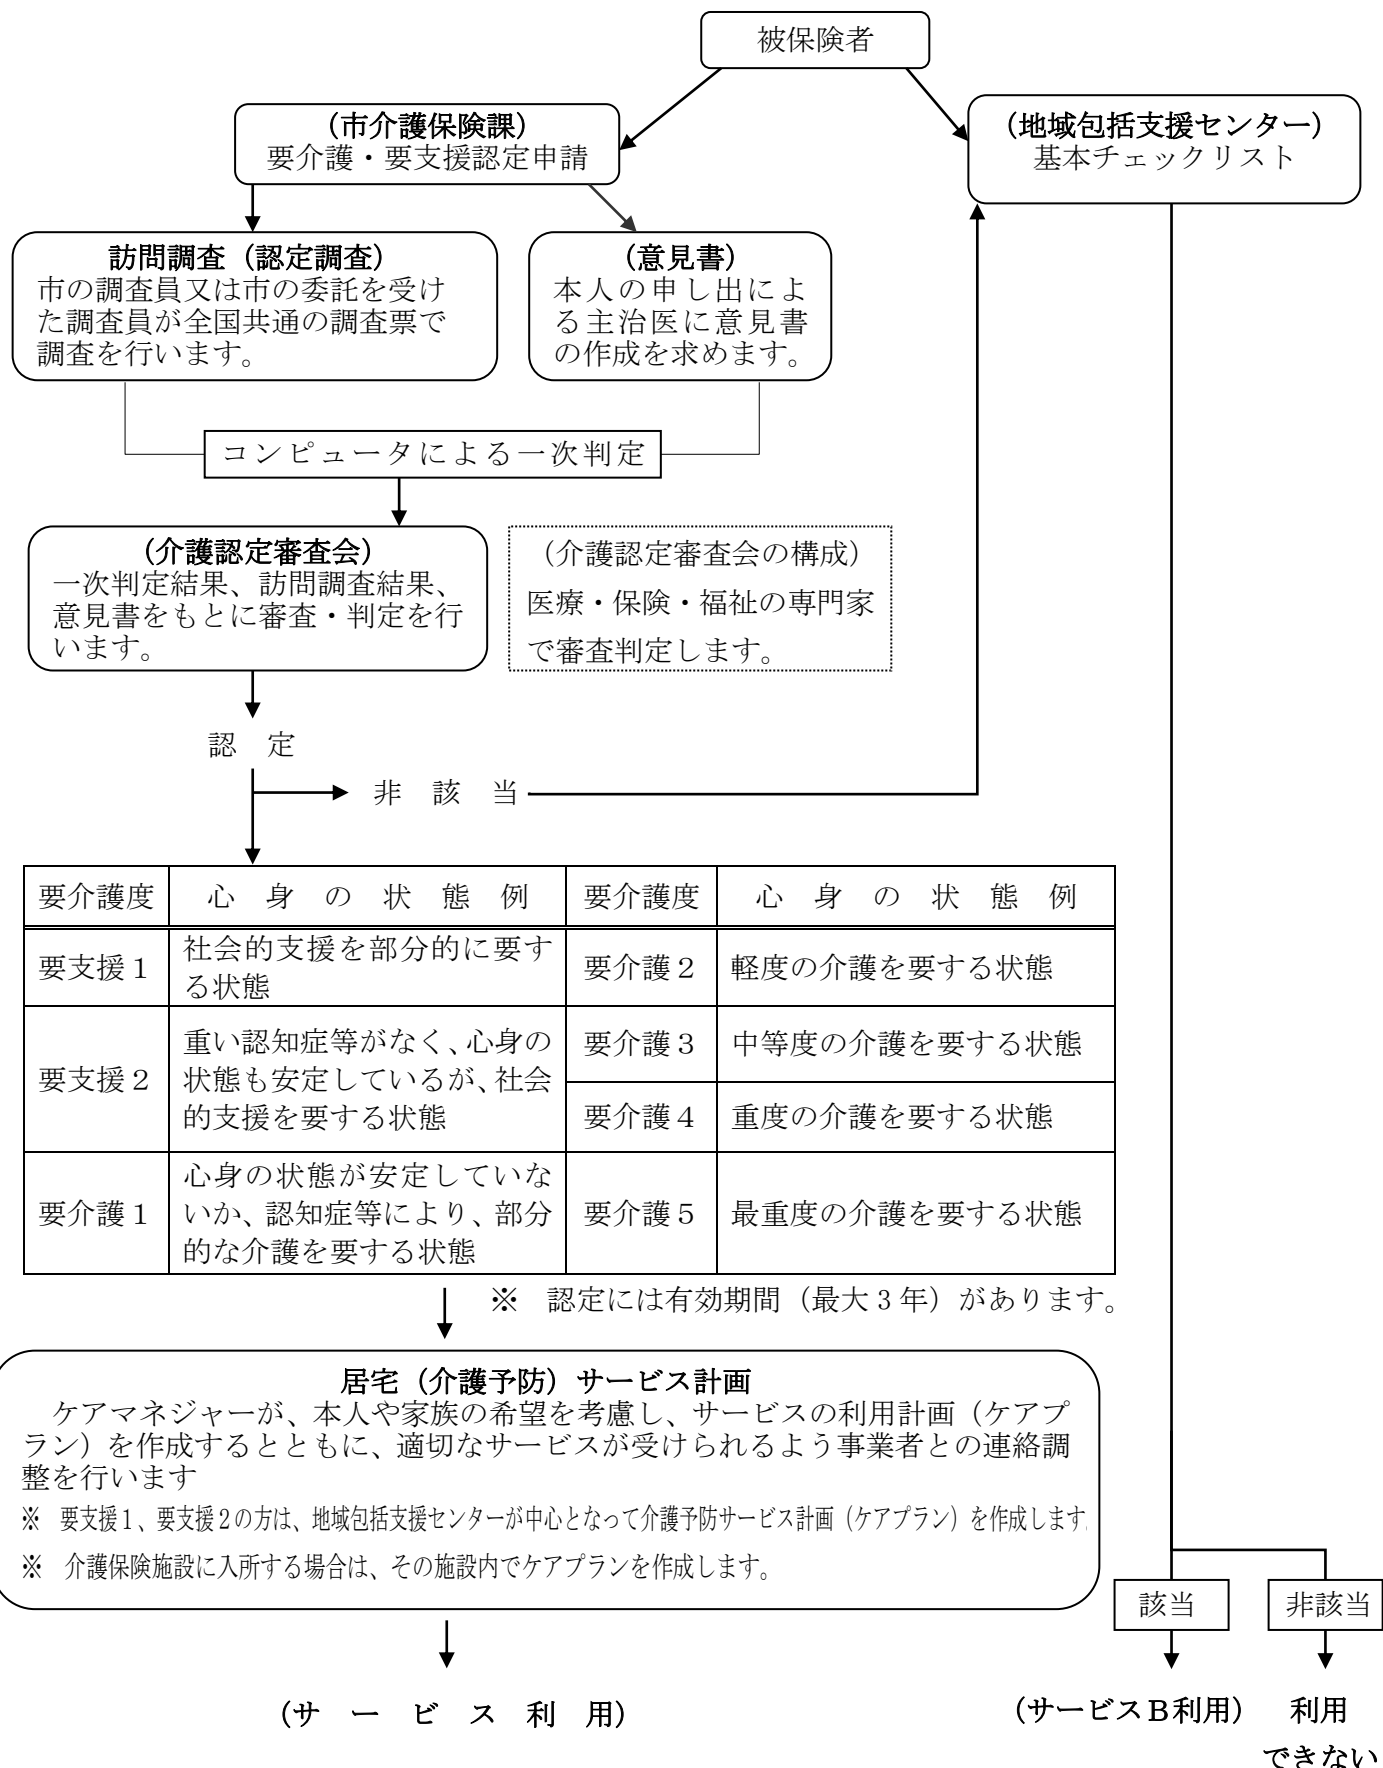 被保険者
(市介護保険課)
要介護・要支援認定申請
(地域包括支援センター)
基本チェックリスト
訪問調査(認定調査)
市の調査員又は市の委託を受け
た調査員が全国共通の調査票で
調査を行います。
(意見書)
本人の申し出によ
る主治医に意見書
の作成を求めます。
コンピュータによる一次判定
(介護認定審査会)
一次判定結果、訪問調査結果、
意見書をもとに審査・判定を行
います。
(介護認定審査会の構成)
医療・保険・福祉の専門家
で審査判定します。
認 定
非 該 当
要介護度 心 身 の 状 態 例 要介護度 心 身 の 状 態 例
要支援1
社会的支援を部分的に要す
る状態
要介護2 軽度の介護を要する状態
要支援2
重い認知症等がなく、心身の
状態も安定しているが、社会
的支援を要する状態
要介護3 中等度の介護を要する状態
要介護4 重度の介護を要する状態
要介護1
心身の状態が安定していな
いか、認知症等により、部分
的な介護を要する状態
要介護5 最重度の介護を要する状態
※ 認定には有効期間(最大3年)があります。
居宅(介護予防)サービス計画
ケアマネジャーが、本人や家族の希望を考慮し、サービスの利用計画(ケアプ
ラン)を作成するとともに、適切なサービスが受けられるよう事業者との連絡調
整を行います
※ 要支援1、要支援2の方は、地域包括支援センターが中心となって介護予防サービス計画(ケアプラン)を作成します.
※ 介護保険施設に入所する場合は、その施設内でケアプランを作成します。
該当
非該当
(サ ー ビ ス 利 用)
(サービスB利用)
利用
できない